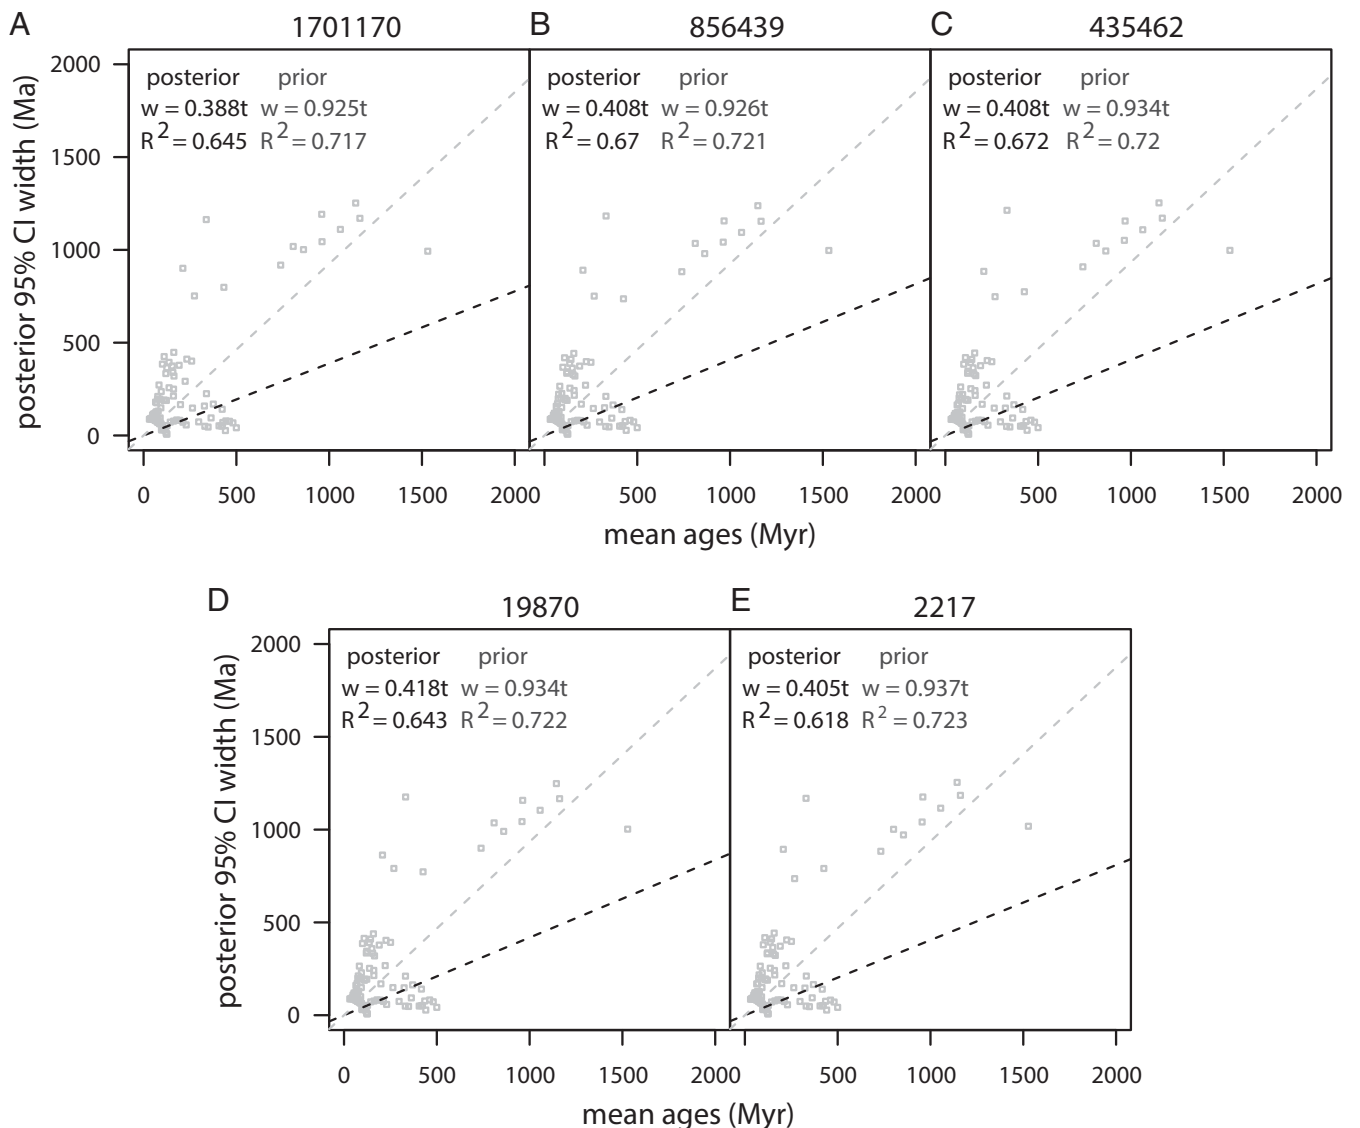 A 1701170 B 856439 C 435462
posterior 95% CI width (Ma)
2000
1500
1000
500
0
posterior prior
w = 0.388t w = 0.925t
R2 = 0.645 R2 = 0.717
posterior prior
w = 0.408t w = 0.926t
R2 = 0.67 R2 = 0.721
posterior prior
w = 0.408t w = 0.934t
R2 = 0.672 R2 = 0.72
0 500 1000 1500 2000 500 1000 1500 2000 500 1000 1500 2000
mean ages (Myr)
D 19870 E 2217
posterior 95% CI width (Ma)
2000
1500
1000
500
0
posterior prior
w = 0.418t w = 0.934t
R2 = 0.643 R2 = 0.722
posterior prior
w = 0.405t w = 0.937t
R2 = 0.618 R2 = 0.723
0 500 1000 1500 2000 500 1000 1500 2000
mean ages (Myr)